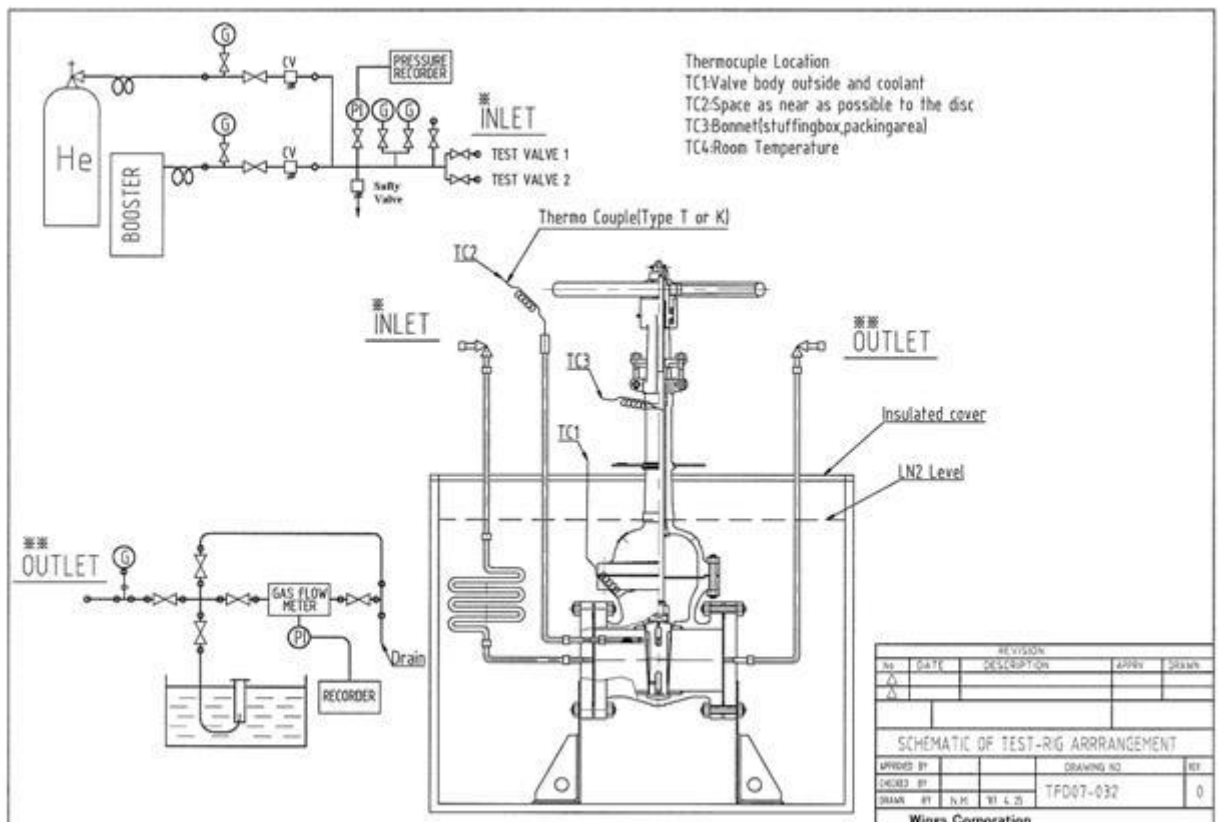 G
CV
PRESSURE
RECORDER
He
BOOSTER
G
CV
PI
G
G
※
INLET
TEST VALVE 1
TEST VALVE 2
Safty
Valve
Thermocuple Location
TC1:Valve body outside and coolant
TC2:Space as near as possible to the disc
TC3:Bonnet(stuffingbox,packingarea)
TC4:Room Temperature
Thermo Couple(Type T or K)
TC2
※
INLET
TC3
TC1
※※
OUTLET
Insulated cover
LN2 Level
※※
OUTLET
G
GAS FLOW
METER
PI
Drain
RECORDER
REVISION
No DATE DESCRIPTION APPRV DRAWN
SCHEMATIC OF TEST-RIG ARRRANGEMENT
APPROVED BY DRAWING NO REV
CHECKED BY
TFD07-032 0
DRAWN BY N.H
Corporation